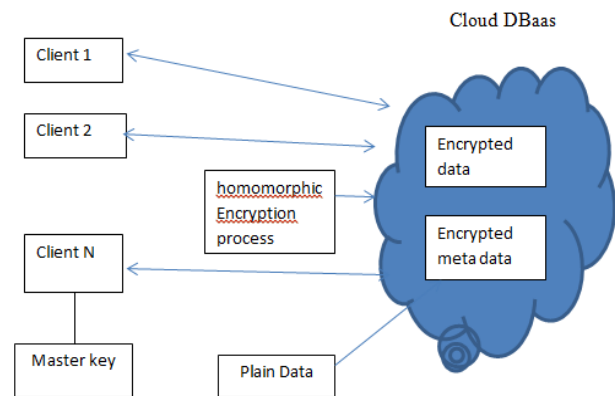 Cloud DBaas
Client 1
Client 2
Encrypted
data
homomorphic
Encryption
process
Encrypted
meta data
Client N
Master key
Plain Data